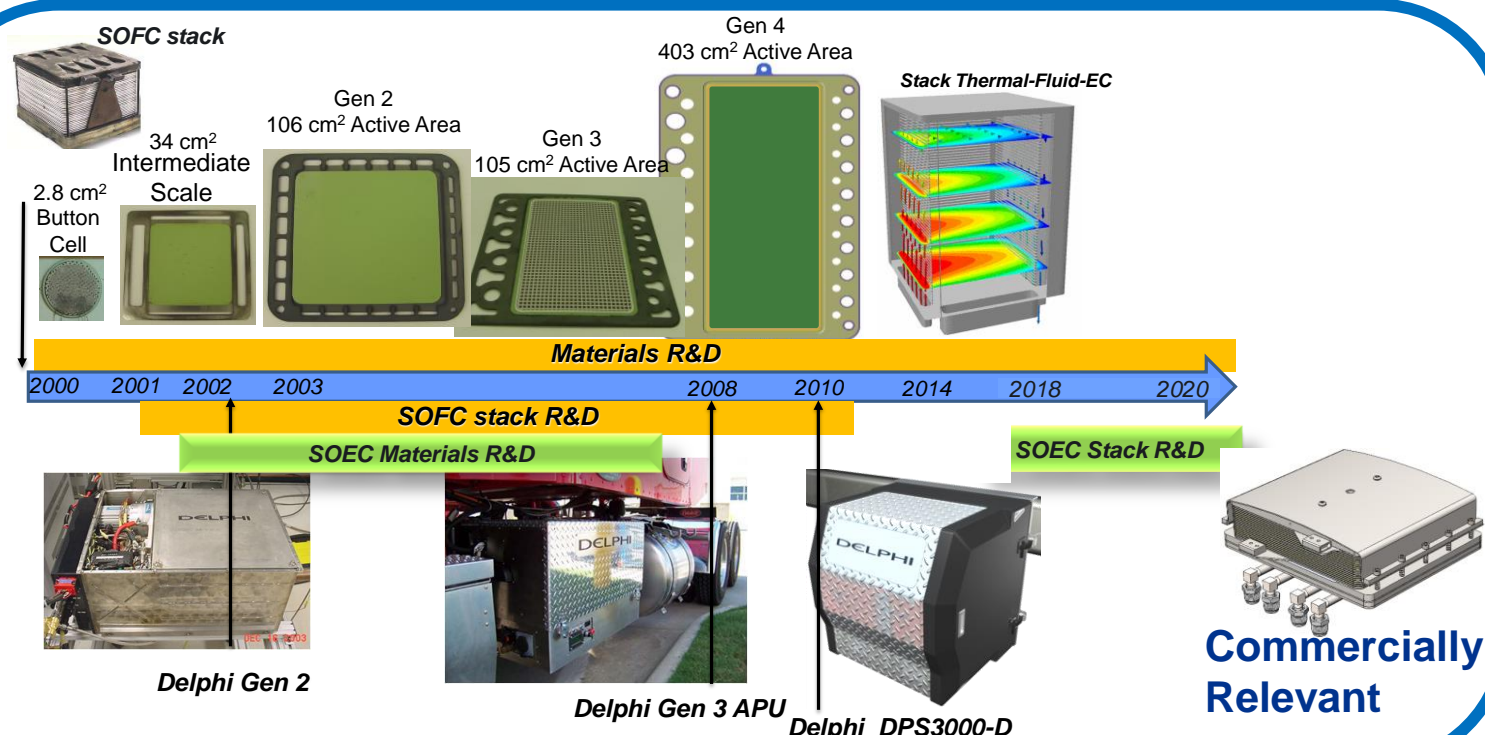 SOFC stack
2.8 cm²
Button
Cell
34 cm²
Intermediate
Scale
Gen 2
106 cm² Active Area
Gen 3
105 cm² Active Area
Gen 4
403 cm² Active Area
Stack Thermal-Fluid-EC
Materials R&D
2000 2001 2002 2003 2008 2010 2014 2018 2020
SOFC stack R&D
SOEC Materials R&D
SOEC Stack R&D
DELPHI
DEC 16 2003
Delphi Gen 2
DELPHI
Delphi Gen 3 APU
DELPHI
Delphi DPS3000-D
Commercially
Relevant